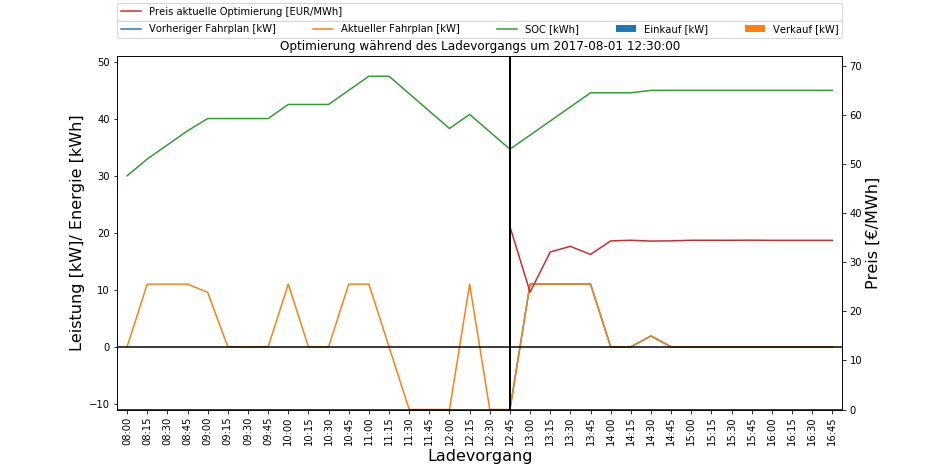 Preis aktuelle Optimierung [EUR/MWh]
Vorheriger Fahrplan [kW] Aktueller Fahrplan [kW] SOC [kWh] Einkauf [kW] Verkauf [kW]
Optimierung während des Ladevorgangs um 2017-08-01 12:30:00
Leistung [kW]/ Energie [kWh]
50
40
30
20
10
0
−10
70
60
50
40
30
20
10
0
Preis [€/MWh]
08:00 08:15 08:30 08:45 09:00 09:15 09:30 09:45 10:00 10:15 10:30 10:45 11:00 11:15 11:30 11:45 12:00 12:15 12:30 12:45 13:00 13:15 13:30 13:45 14:00 14:15 14:30 14:45 15:00 15:15 15:30 15:45 16:00 16:15 16:30 16:45
Ladevorgang